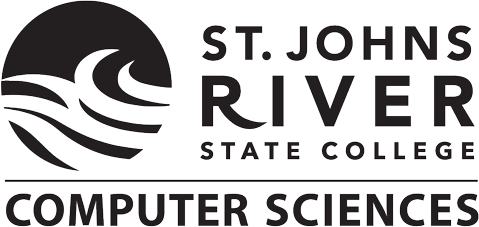 ST. JOHNS
RIVER
STATE COLLEGE
COMPUTER SCIENCES